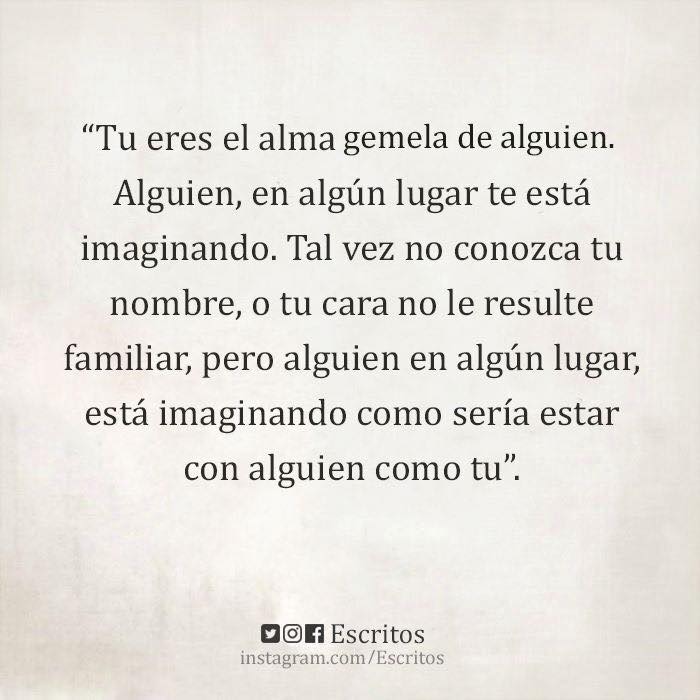 “Tu eres el alma gemela de alguien.
Alguien, en algún lugar te está
imaginando. Tal vez no conozca tu
nombre, o tu cara no le resulte
familiar, pero alguien en algún lugar,
está imaginando como sería estar
con alguien como tu”.
Escritos
instagram.com/Escritos